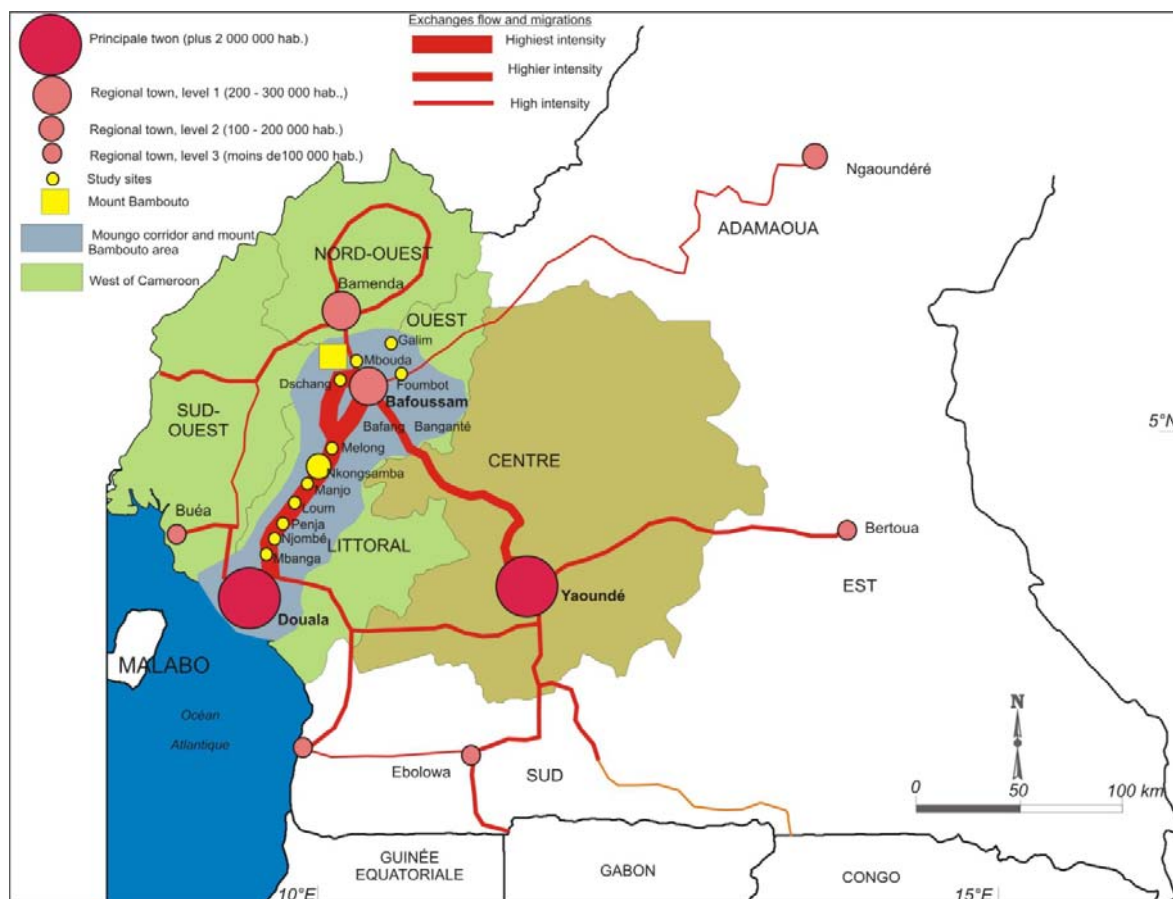 Principale twon (plus 2 000 000 hab.)
Regional town, level 1 (200 - 300 000 hab.,)
Regional town, level 2 (100 - 200 000 hab.)
Regional town, level 3 (moins de100 000 hab.)
Study sites
Mount Bambouto
Moungo corridor and mount
Bambouto area
West of Cameroon
Exchanges flow and migrations
Highiest intensity
Highier intensity
High intensity
Ngaoundéré
ADAMAOUA
NORD-OUEST
Bamenda
OUEST
Galim
Mbouda
Dschang
Foumbot
Bafoussam
SUD-
OUEST
Bafang
Banganté
5°N
Melong
CENTRE
Nkongsamba
Manjo
Loum
Buéa
Penja
Njombé
LITTORAL
Mbanga
Bertoua
EST
Yaoundé
Douala
MALABO
Océan
Atlantique
N
Ebolowa
SUD
0
50
100 km
GUINÉE
EQUATORIALE
GABON
CONGO
10°E
15°E